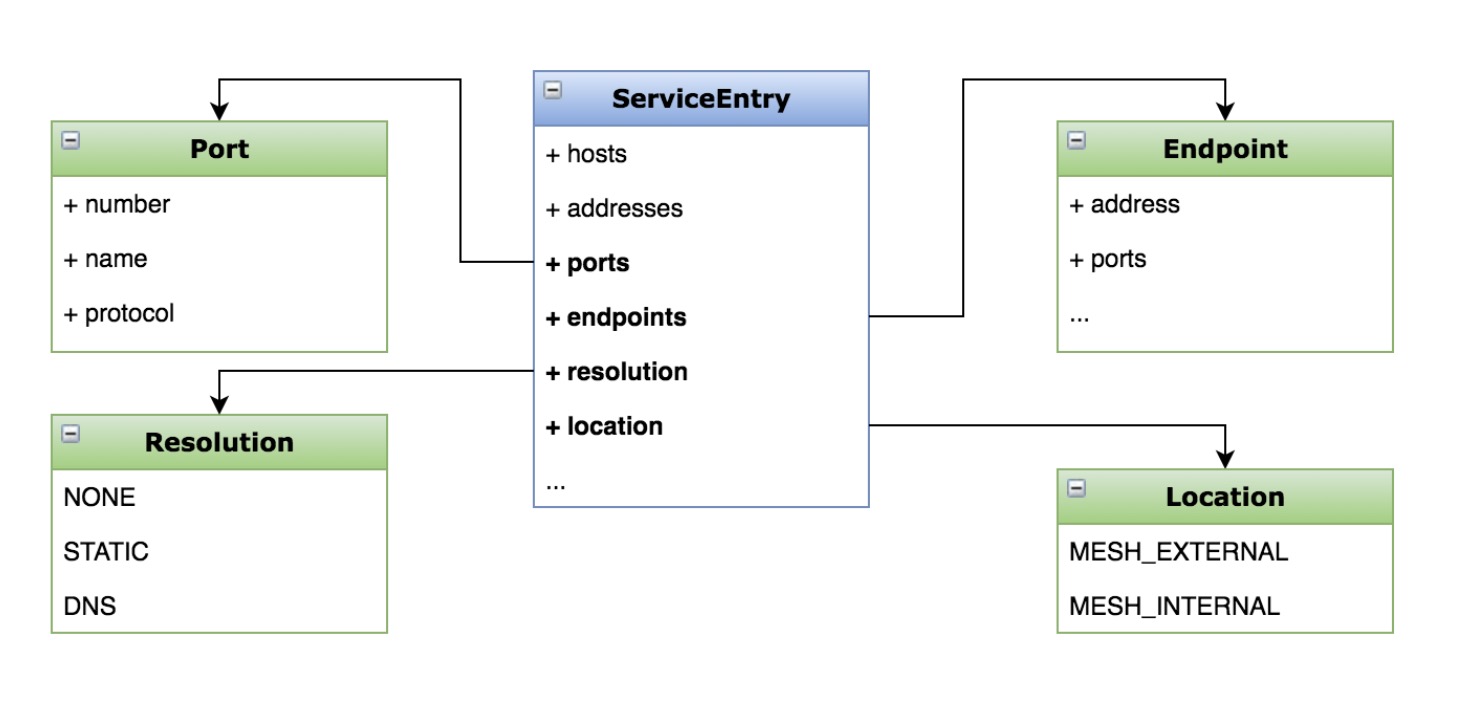 Port
+ number
+ name
+ protocol
Resolution
NONE
STATIC
DNS
ServiceEntry
+ hosts
+ addresses
+ ports
+ endpoints
+ resolution
+ location
...
Endpoint
+ address
+ ports
...
Location
MESH_EXTERNAL
MESH_INTERNAL